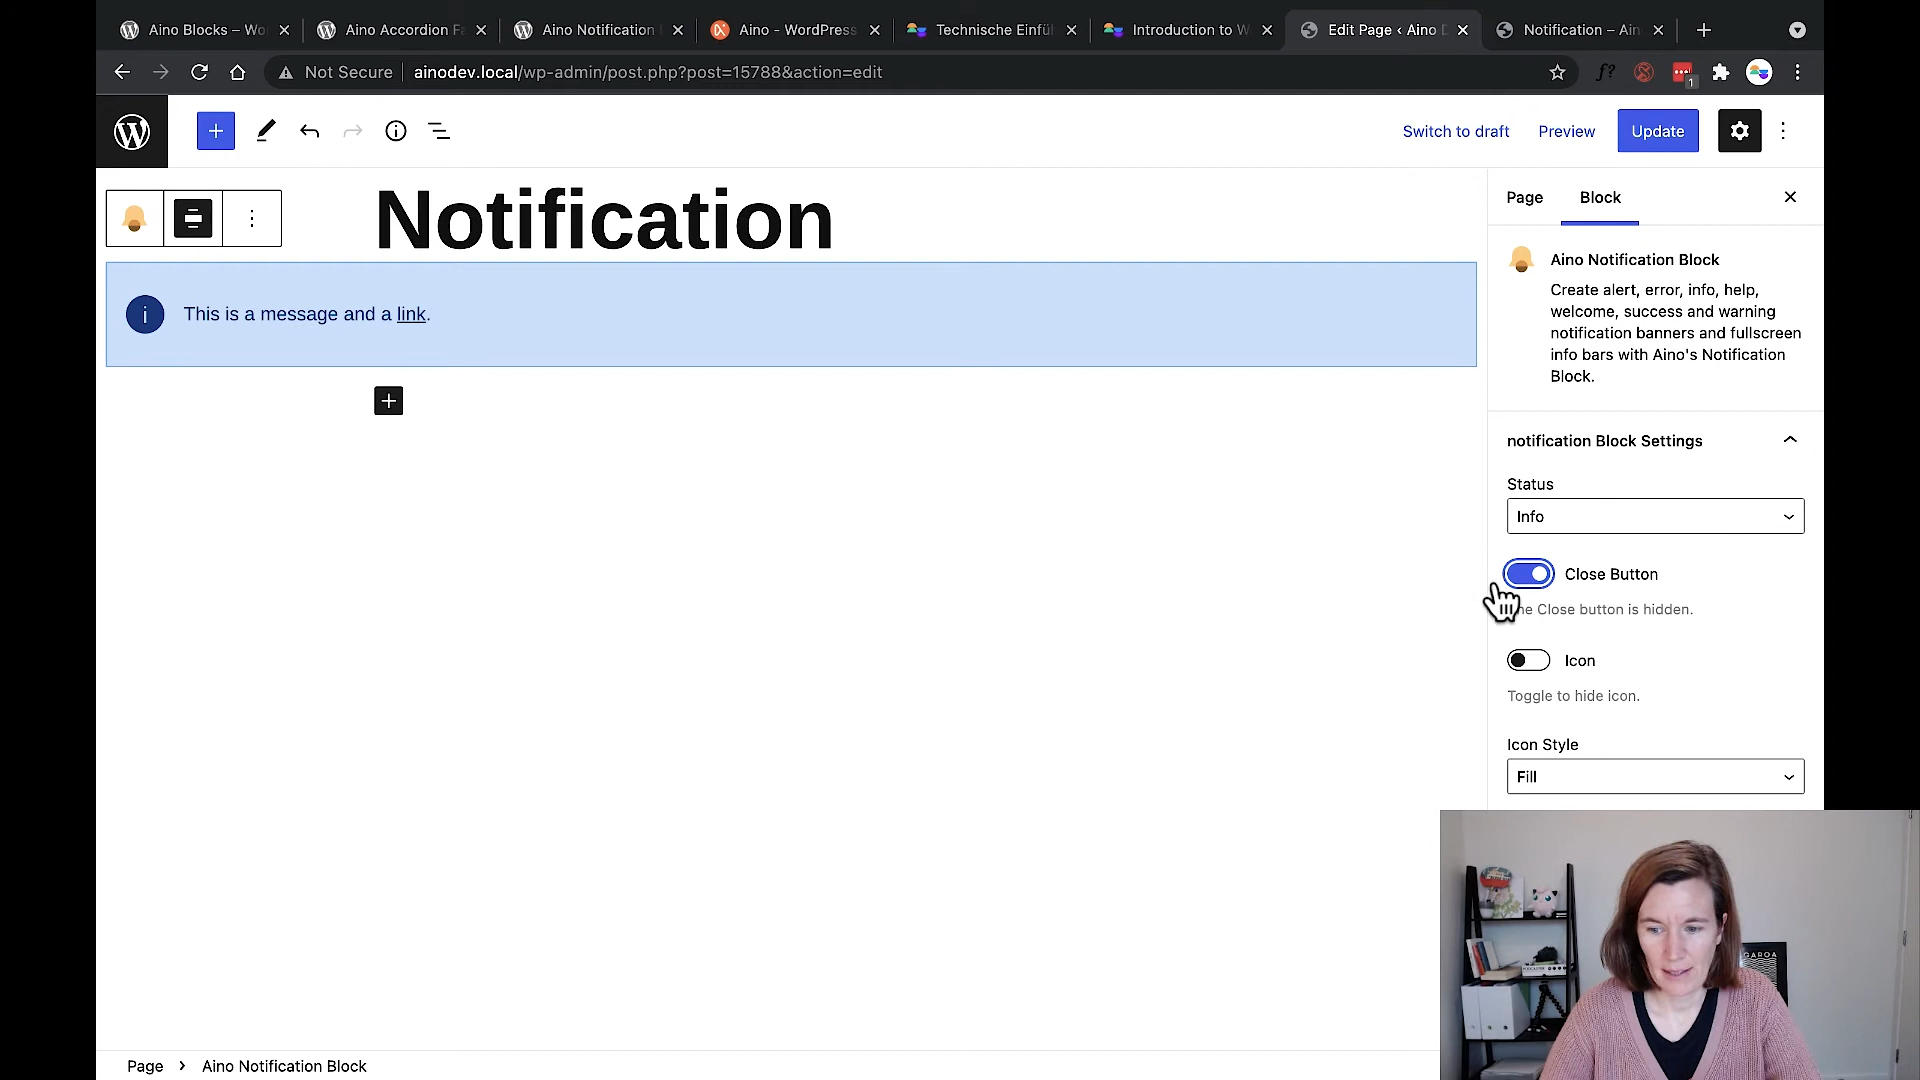 Aino Blocks – Wo
Aino Accordion Fa
Aino Notification
Aino - WordPress
Technische Einfü
Introduction to W
Edit Page ‹ Aino D
Notification – Ain
Not Secure
ainodev.local/wp-admin/post.php?post=15788&action=edit
f?
1
Switch to draft
Preview
Update
Page
Block
Notification
i
This is a message and a link.
Aino Notification Block
Create alert, error, info, help,
welcome, success and warning
notification banners and fullscreen
info bars with Aino's Notification
Block.
notification Block Settings
Status
Info
Close Button
he Close button is hidden.
Icon
Toggle to hide icon.
Icon Style
Fill
GAROA
Page
Aino Notification Block